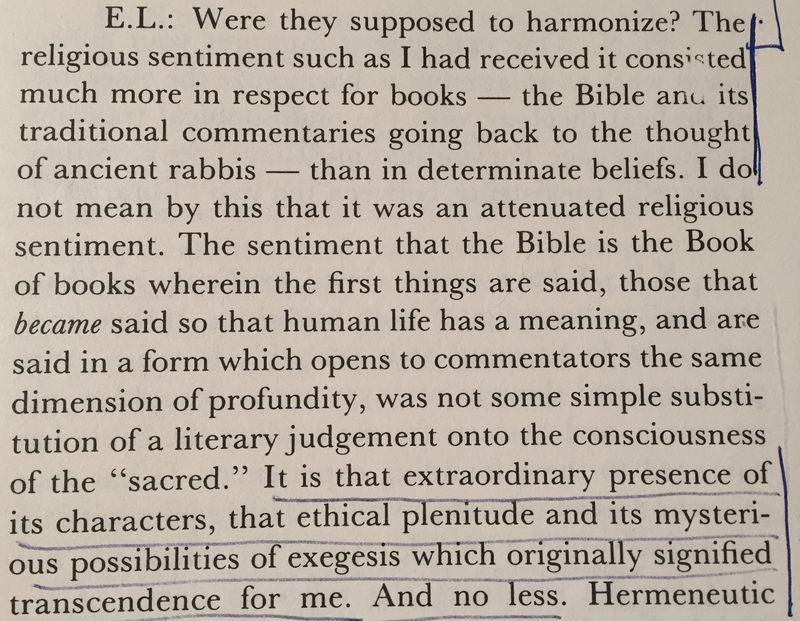 E.L.: Were they supposed to harmonize? The
religious sentiment such as I had received it consisted
much more in respect for books — the Bible and its
traditional commentaries going back to the thought
of ancient rabbis — than in determinate beliefs. I do
not mean by this that it was an attenuated religious
sentiment. The sentiment that the Bible is the Book
of books wherein the first things are said, those that
became said so that human life has a meaning, and are
said in a form which opens to commentators the same
dimension of profundity, was not some simple substi-
tution of a literary judgement onto the consciousness
of the “sacred.” It is that extraordinary presence of
its characters, that ethical plenitude and its mysteri-
ous possibilities of exegesis which originally signified
transcendence for me. And no less. Hermeneutic